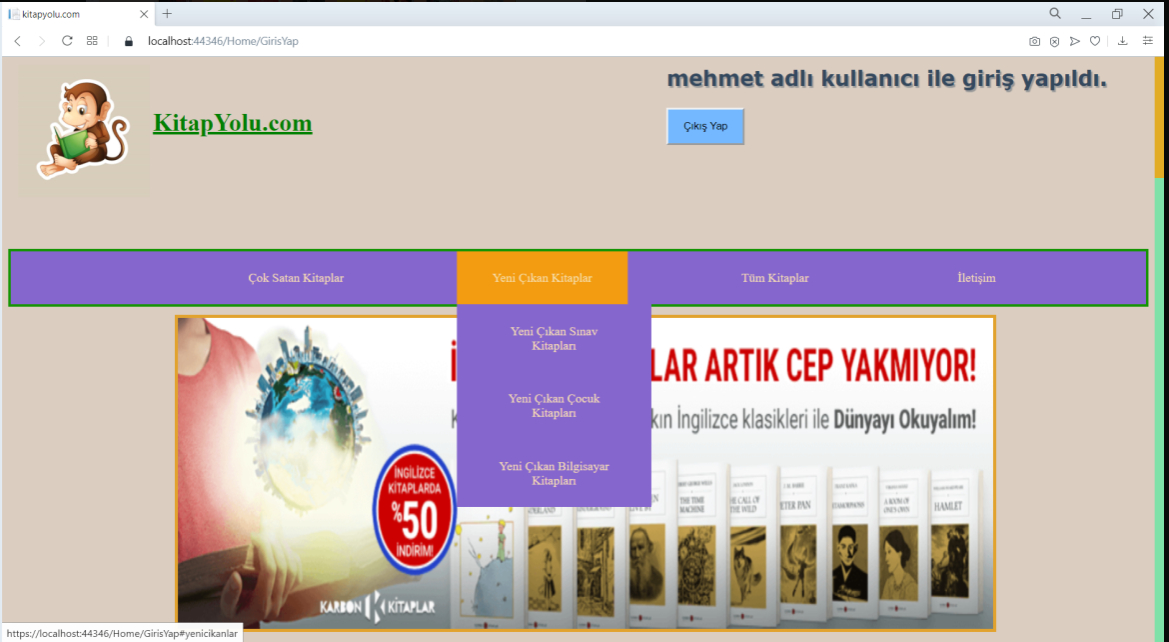 kitapyolu.com
localhost:44346/Home/GirisYap
mehmet adlı kullanıcı ile giriş yapıldı.
KitapYolu.com
Çıkış Yap
Çok Satan Kitaplar
Yeni Çıkan Kitaplar
Tüm Kitaplar
İletişim
Yeni Çıkan Sınav
Kitapları
Yeni Çıkan Çocuk
Kitapları
Yeni Çıkan Bilgisayar
Kitapları
LAR ARTIK CEP YAKMIYOR!
kın İngilizce klasikleri ile Dünyayı Okuyalım!
İNGİLİZCE
KİTAPLARDA
%50
İNDİRİM!
THE TIME
MACHINE
THE CALL OF
THE WILD
PETER PAN
METAMORPHOSIS
A ROOM OF
ONE'S OWN
HAMLET
KARBON KİTAPLAR
https://localhost:44346/Home/GirisYap#yenicikanlar